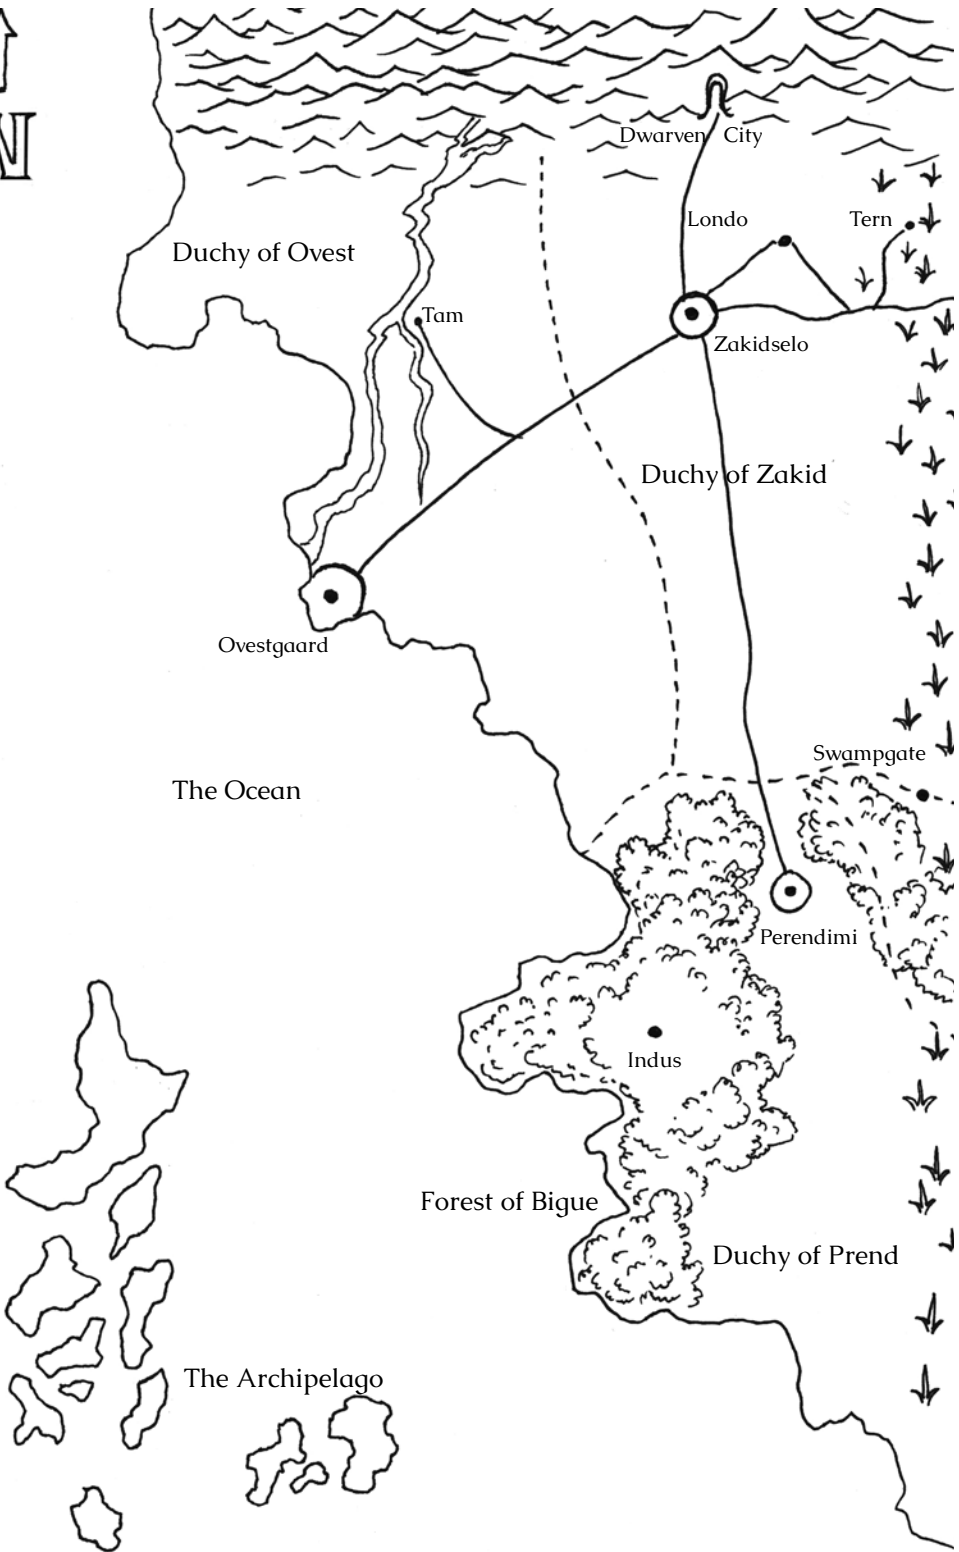 N
Dwarven City
Londo
Tern
Duchy of Ovest
Tam
Zakidselo
Duchy of Zakid
Ovestgaard
Swampgate
The Ocean
Perendimi
Indus
Forest of Bigue
Duchy of Prend
The Archipelago